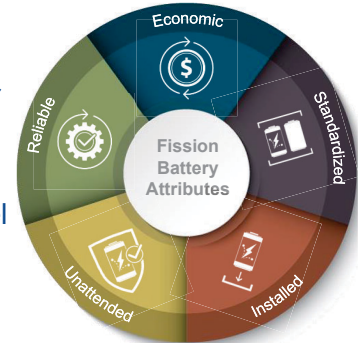 Economic
$
Reliable
Standardized
Fission
Battery
Attributes
l
Unattended
Installed